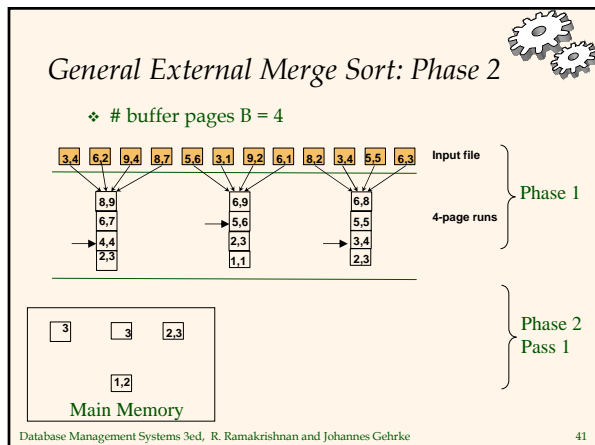 General External Merge Sort: Phase 2
❖ # buffer pages B = 4
3,4 6,2 9,4 8,7 5,6 3,1 9,2 6,1 8,2 3,4 5,5 6,3 Input file
Phase 1
8,9 6,9 6,8
6,7 5,6 5,5 4-page runs
4,4 2,3 3,4
2,3 1,1 2,3
Phase 2
Pass 1
3 3 2,3
1,2
Main Memory
Database Management Systems 3ed, R. Ramakrishnan and Johannes Gehrke 41